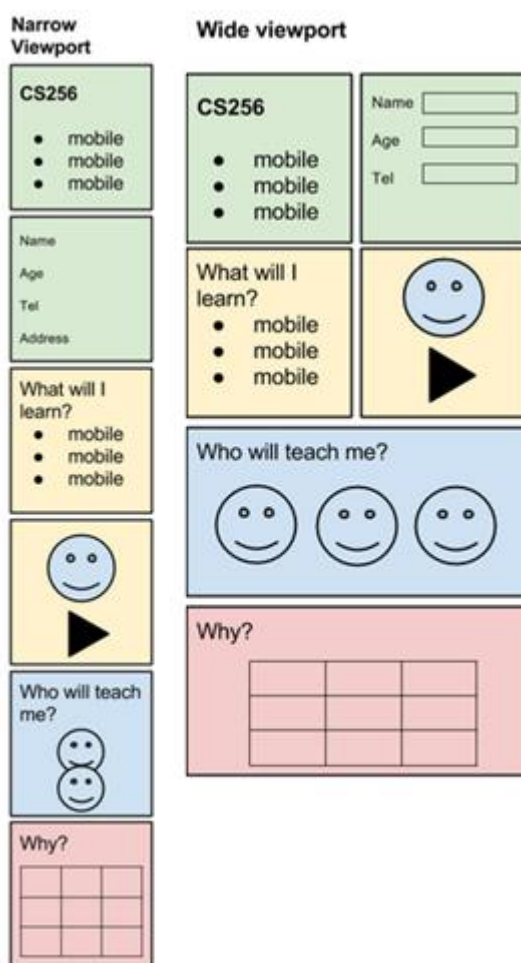 Narrow
Viewport
CS256
● mobile
● mobile
● mobile
Name
Age
Tel
Address
What will I
learn?
● mobile
● mobile
● mobile
Who will teach
me?
Why?
Wide viewport
CS256
● mobile
● mobile
● mobile
Name
Age
Tel
What will I
learn?
● mobile
● mobile
● mobile
Who will teach me?
Why?